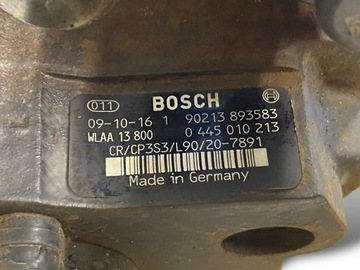 011 BOSCH
09-10-16 1 90213 893583
WLAA 13 800 0 445 010 213
CR/CP3S3/L90/20-7891
Made in Germany